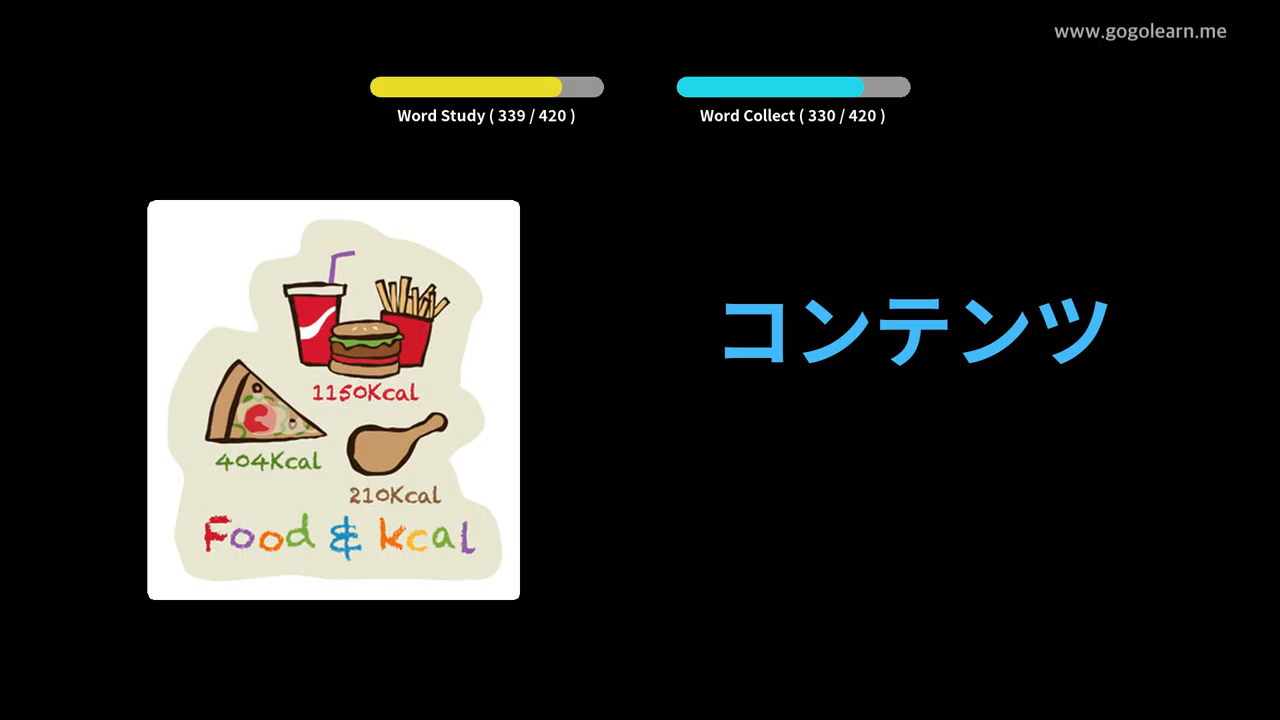 www.gogolearn.me
Word Study ( 339 / 420 )
Word Collect ( 330 / 420 )
コンテンツ
1150Kcal
404Kcal
210Kcal
Food & kcal